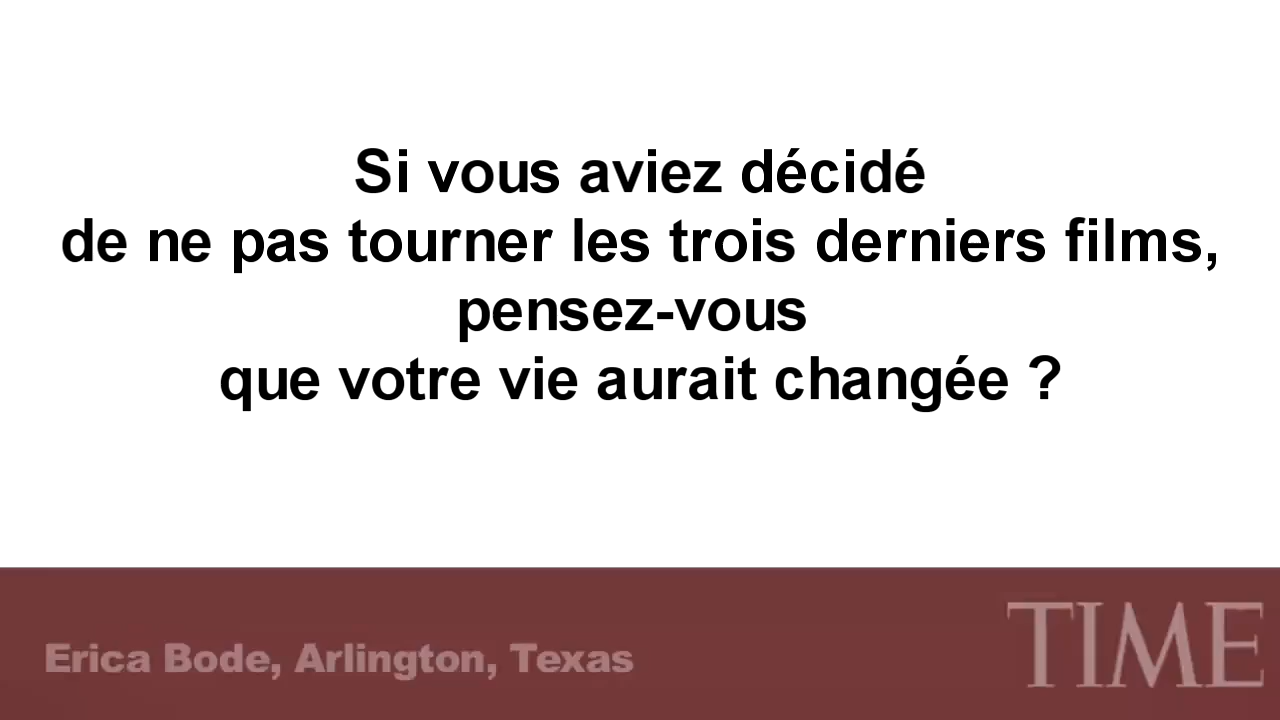 Si vous aviez décidé
de ne pas tourner les trois derniers films,
pensez-vous
que votre vie aurait changée ?
Erica Bode, Arlington, Texas
TIME